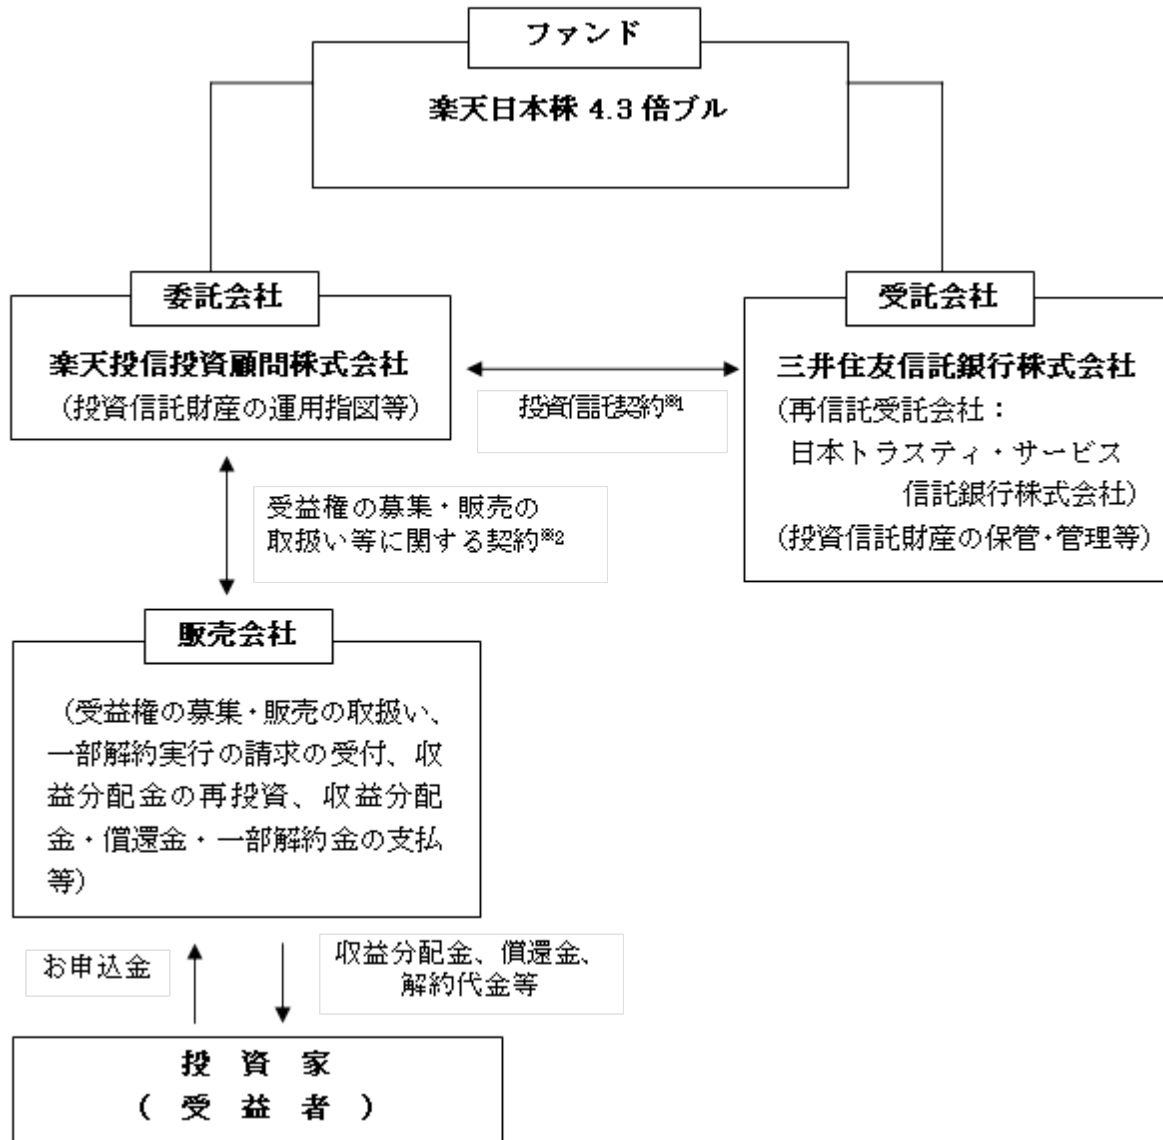 ファンド
楽天日本株 4.3 倍ブル
委託会社
楽天投信投資顧問株式会社
（投資信託財産の運用指図等）
投資信託契約※1
受託会社
三井住友信託銀行株式会社
（再信託受託会社：
日本トラスティ・サービス
信託銀行株式会社）
（投資信託財産の保管・管理等）
受益権の募集・販売の
取扱い等に関する契約※2
販売会社
（受益権の募集・販売の取扱い、
一部解約実行の請求の受付、収
益分配金の再投資、収益分配
金・償還金・一部解約金の支払
等）
お申込金
収益分配金、償還金、
解約代金等
投 資 家
（ 受 益 者 ）